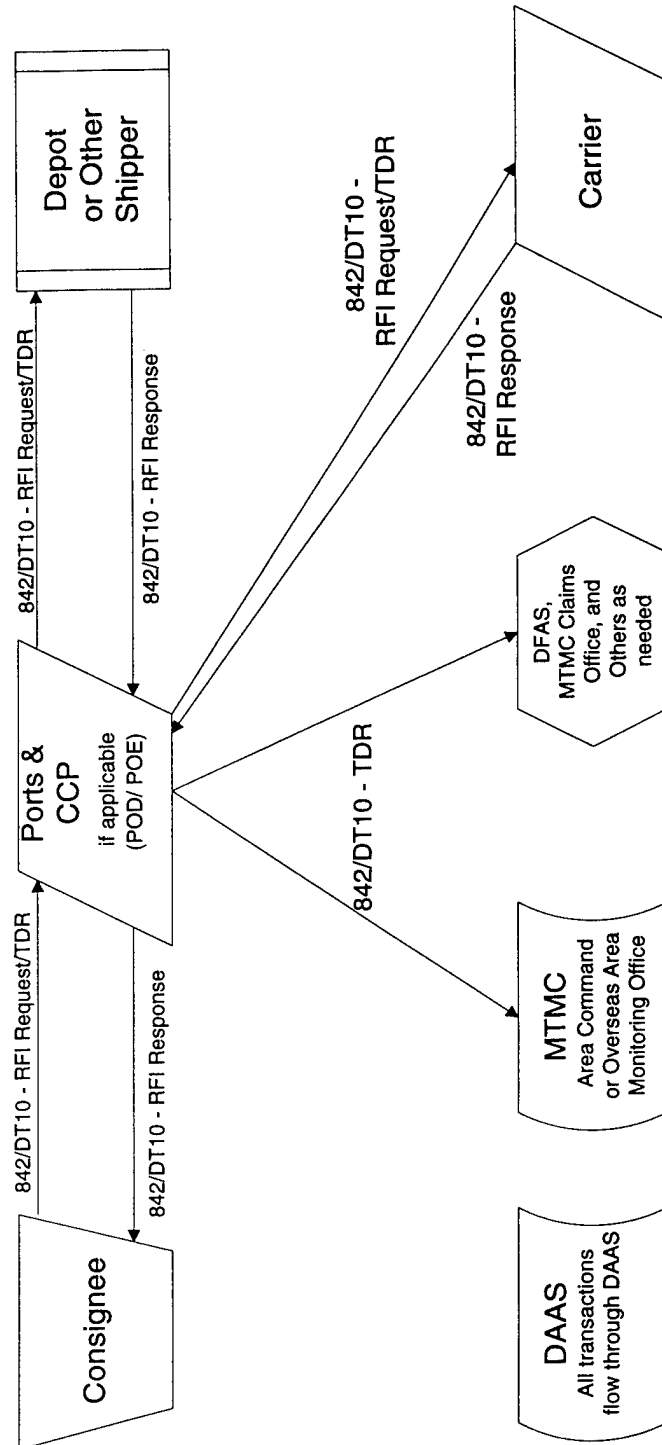 Consignee
842/DT10 - RFI Request/TDR
842/DT10 - RFI Response
Ports &
CCP
if applicable
(POD/ POE)
842/DT10 - RFI Request/TDR
842/DT10 - RFI Response
Depot
or Other
Shipper
842/DT10 - TDR
842/DT10 -
RFI Request/TDR
842/DT10 -
RFI Response
DAAS
All transactions
flow through DAAS
MTMC
Area Command
or Overseas Area
Monitoring Office
DFAS,
MTMC Claims
Office, and
Others as
needed
Carrier